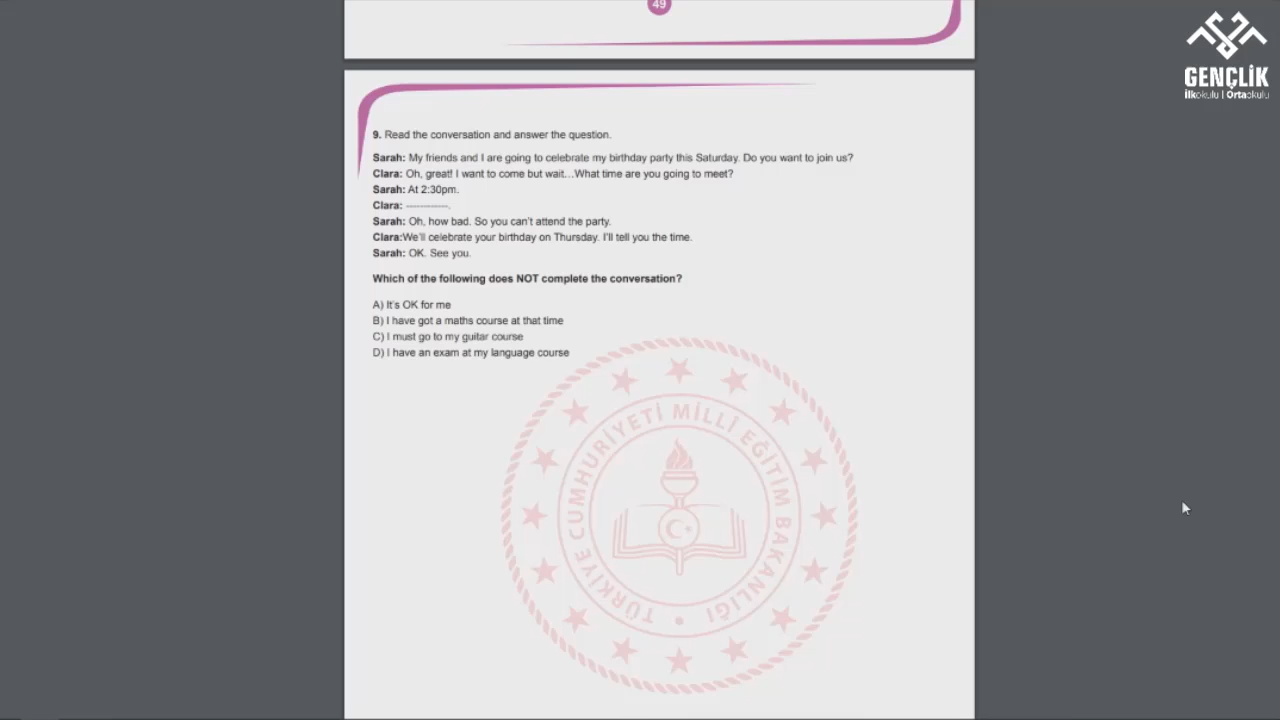 49
GENÇLİK
İlkokulu | Ortaokulu
9. Read the conversation and answer the question.
Sarah: My friends and I are going to celebrate my birthday party this Saturday. Do you want to join us?
Clara: Oh, great! I want to come but wait…What time are you going to meet?
Sarah: At 2:30pm.
Clara: ------------.
Sarah: Oh, how bad. So you can't attend the party.
Clara:We'll celebrate your birthday on Thursday. I'll tell you the time.
Sarah: OK. See you.
Which of the following does NOT complete the conversation?
A) It's OK for me
B) I have got a maths course at that time
C) I must go to my guitar course
D) I have an exam at my language course
TÜRKİYE CUMHURİYETİ MİLLÎ EĞİTİM BAKANLIĞI